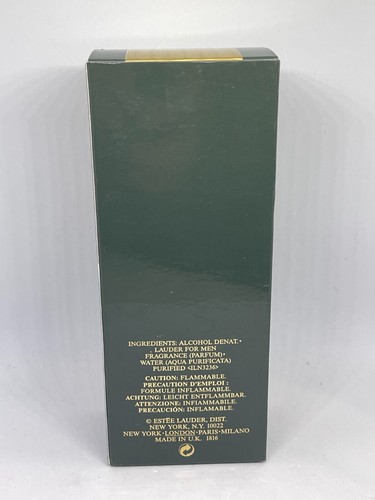 INGREDIENTS: ALCOHOL DENAT.•
LAUDER FOR MEN
FRAGRANCE (PARFUM)•
WATER (AQUA PURIFICATA)
PURIFIED <ILN3236>
CAUTION: FLAMMABLE.
PRECAUTION D'EMPLOI :
FORMULE INFLAMMABLE.
ACHTUNG: LEICHT ENTFLAMMBAR.
ATTENZIONE: INFIAMMABILE.
PRECAUCIÓN: INFLAMABLE.
© ESTĒE LAUDER, DIST.
NEW YORK, N.Y. 10022
NEW YORK•LONDON•PARIS•MILANO
MADE IN U.K. 1816